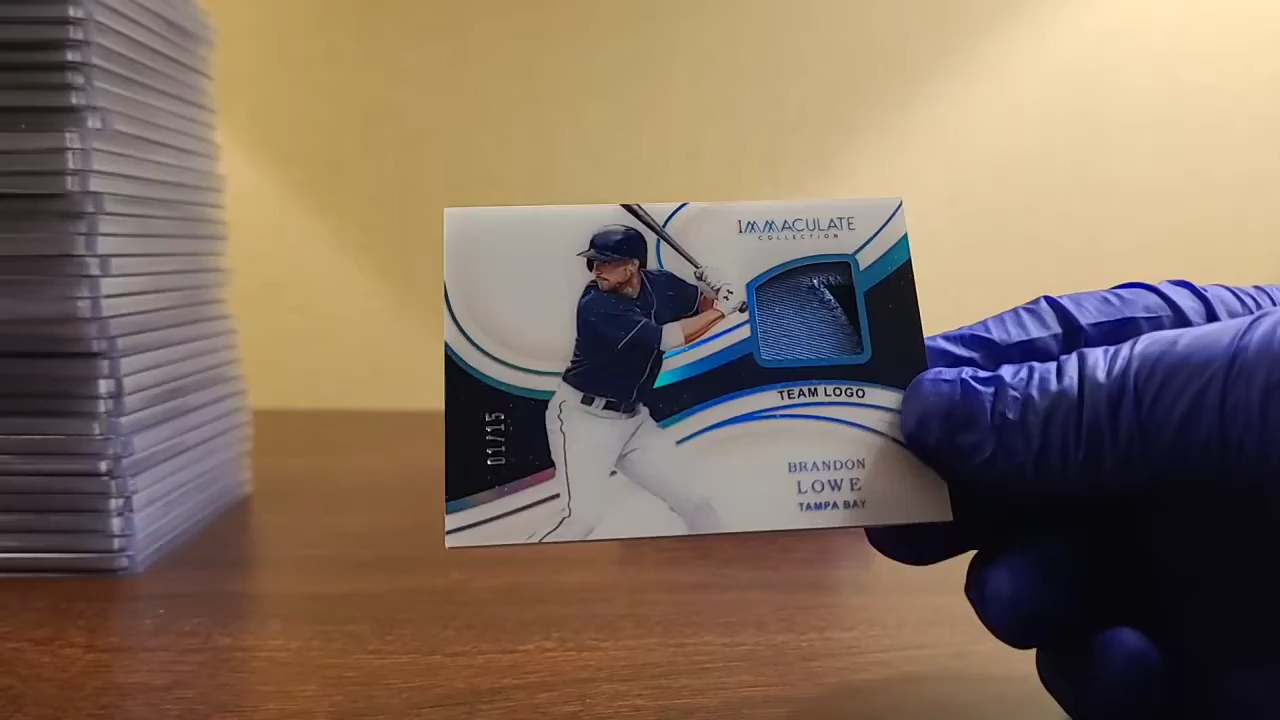 IMMACULATE
COLLECTION
TEAM LOGO
01/15
BRANDON
LOWE
TAMPA BAY